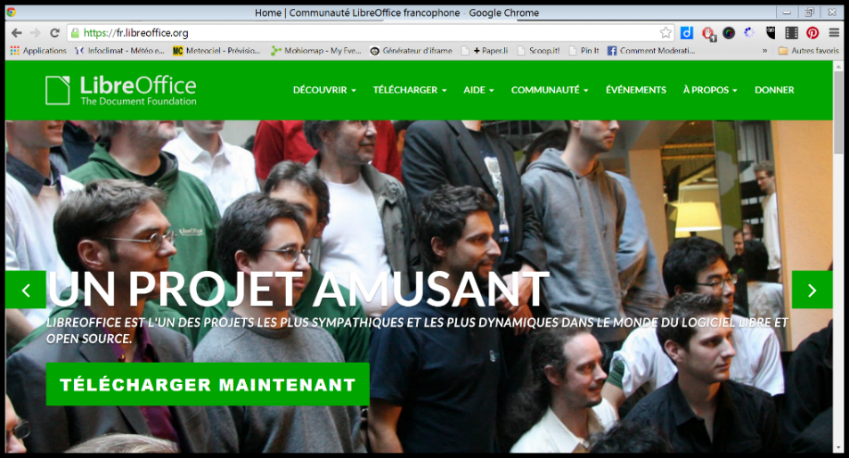 Home | Communauté LibreOffice francophone - Google Chrome
https://fr.libreoffice.org
Applications Infoclimat - Météo e... Meteociel - Prévisio... Mohiomap - My Eve... Générateur d'iframe + Paper.li Scoop.it! Pin It Comment Moderati... » Autres favoris
LibreOffice
The Document Foundation
DÉCOUVRIR TÉLÉCHARGER AIDE COMMUNAUTÉ ÉVÉNEMENTS À PROPOS DONNER
UN PROJET AMUSANT
LIBREOFFICE EST L'UN DES PROJETS LES PLUS SYMPATHIQUES ET LES PLUS DYNAMIQUES DANS LE MONDE DU LOGICIEL LIBRE ET
OPEN SOURCE.
TÉLÉCHARGER MAINTENANT